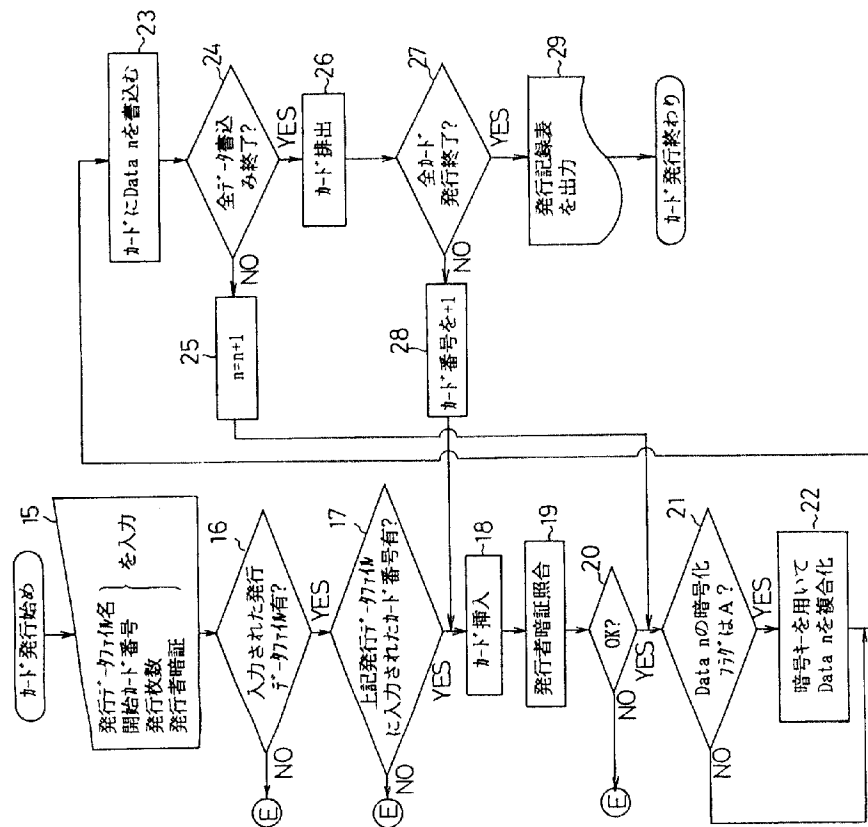 カード発行始め
15
発行データファイル名
開始カード番号
発行枚数
発行者暗証
を入力
16
入力された発行
データファイル有?
NO
E
YES
17
上記発行データファイル
に入力されたカード番号有?
NO
E
YES
カード挿入
18
発行者暗証照合
19
20
OK?
NO
E
YES
21
Data nの暗号化
フラグはA?
NO
YES
22
暗号キーを用いて
Data nを複合化
カードにData nを書込む
23
24
全データ書込
み終了?
NO
YES
25
n=n+1
カード排出
26
27
全カード
発行終了?
NO
YES
28
カード番号を+1
29
発行記録表
を出力
カード発行終わり